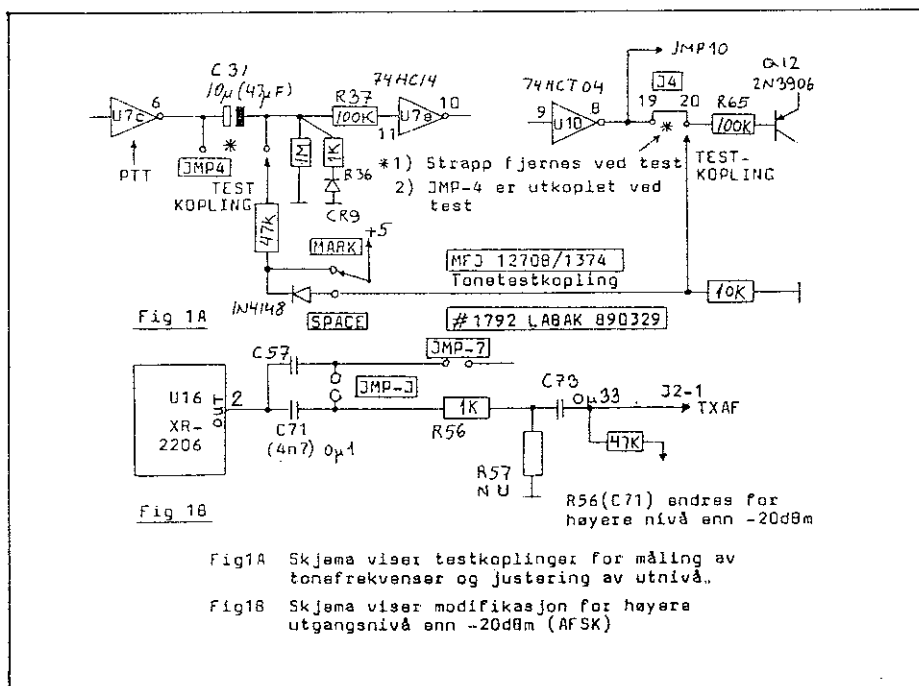 C31
10µ(47µF)
74HC14
U7c
6
R37
100K
U7e
10
11
PTT
JMP4
*
TEST
KOPLING
1M
1K
R36
CR9
47K
MARK
+5
1N4148
SPACE
Fig 1A
JMP10
Q12
2N3906
74HCT04
J4
9
U10
8
19
20
R65
100K
*
*1) Strapp fjernes ved test
2) JMP-4 er utkoplet ved
test
TEST-
KOPLING
MFJ 1270B/1374
Tonetestkopling
10K
#1792 LA8AK 890329
C57
JMP-7
U16
XR-
2206
OUT
2
JMP-J
C71
(4n7) 0µ1
1K
R56
C73
0µ33
J2-1
TXAF
47K
R57
NU
Fig 1B
R56(C71) endres for
høyere nivå enn -20dBm
Fig1A Skjema viser testkoplinger for måling av
tonefrekvenser og justering av utnivå.
Fig1B Skjema viser modifikasjon for høyere
utgangsnivå enn -20dBm (AFSK)